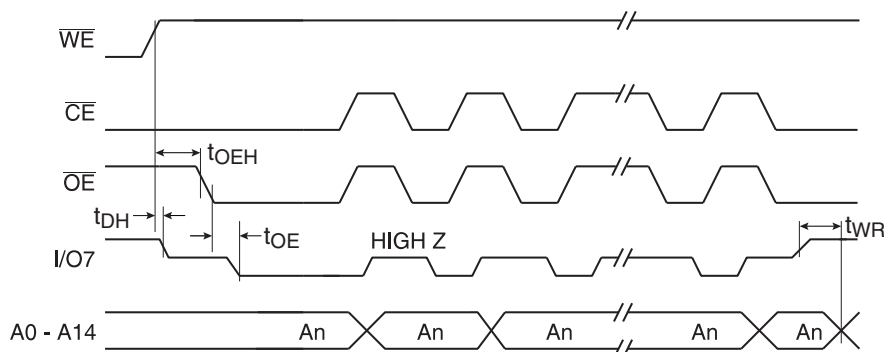 WE
CE
tOEH
OE
tDH
tOE
HIGH Z
tWR
I/O7
A0 - A14
An
An
An
An
An